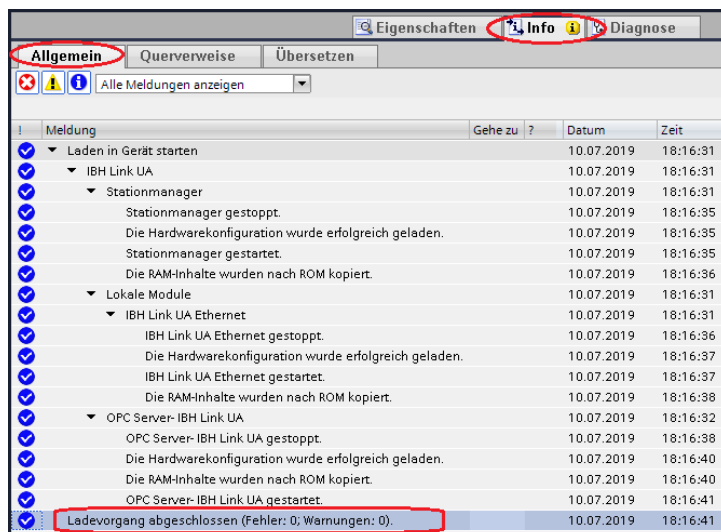 Eigenschaften Info Diagnose
Allgemein Querverweise Übersetzen
Alle Meldungen anzeigen
! Meldung Gehe zu ? Datum Zeit
Laden in Gerät starten 10.07.2019 18:16:31
IBH Link UA 10.07.2019 18:16:31
Stationmanager 10.07.2019 18:16:31
Stationmanager gestoppt. 10.07.2019 18:16:35
Die Hardwarekonfiguration wurde erfolgreich geladen. 10.07.2019 18:16:35
Stationmanager gestartet. 10.07.2019 18:16:35
Die RAM-Inhalte wurden nach ROM kopiert. 10.07.2019 18:16:36
Lokale Module 10.07.2019 18:16:31
IBH Link UA Ethernet 10.07.2019 18:16:31
IBH Link UA Ethernet gestoppt. 10.07.2019 18:16:36
Die Hardwarekonfiguration wurde erfolgreich geladen. 10.07.2019 18:16:37
IBH Link UA Ethernet gestartet. 10.07.2019 18:16:37
Die RAM-Inhalte wurden nach ROM kopiert. 10.07.2019 18:16:38
OPC Server- IBH Link UA 10.07.2019 18:16:32
OPC Server- IBH Link UA gestoppt. 10.07.2019 18:16:38
Die Hardwarekonfiguration wurde erfolgreich geladen. 10.07.2019 18:16:40
Die RAM-Inhalte wurden nach ROM kopiert. 10.07.2019 18:16:40
OPC Server- IBH Link UA gestartet. 10.07.2019 18:16:41
Ladevorgang abgeschlossen (Fehler: 0; Warnungen: 0). 10.07.2019 18:16:41